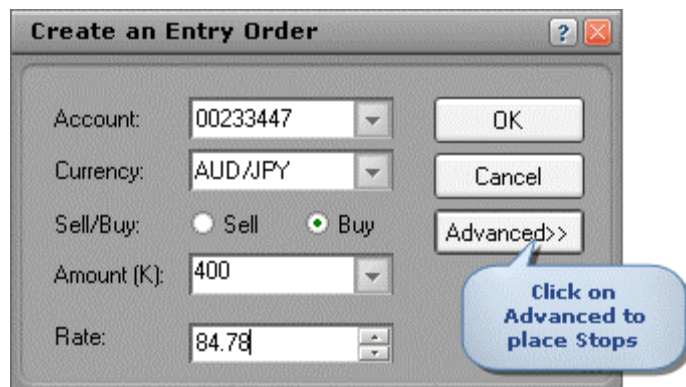 Create an Entry Order ?
Account: 00233447 OK
Currency: AUD/JPY Cancel
Sell/Buy: Sell Buy Advanced>>
Amount (K): 400
Rate: 84.78
Click on
Advanced to
place Stops